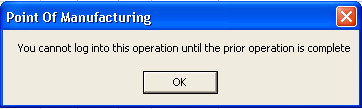 Point Of Manufacturing
You cannot log into this operation until the prior operation is complete
OK